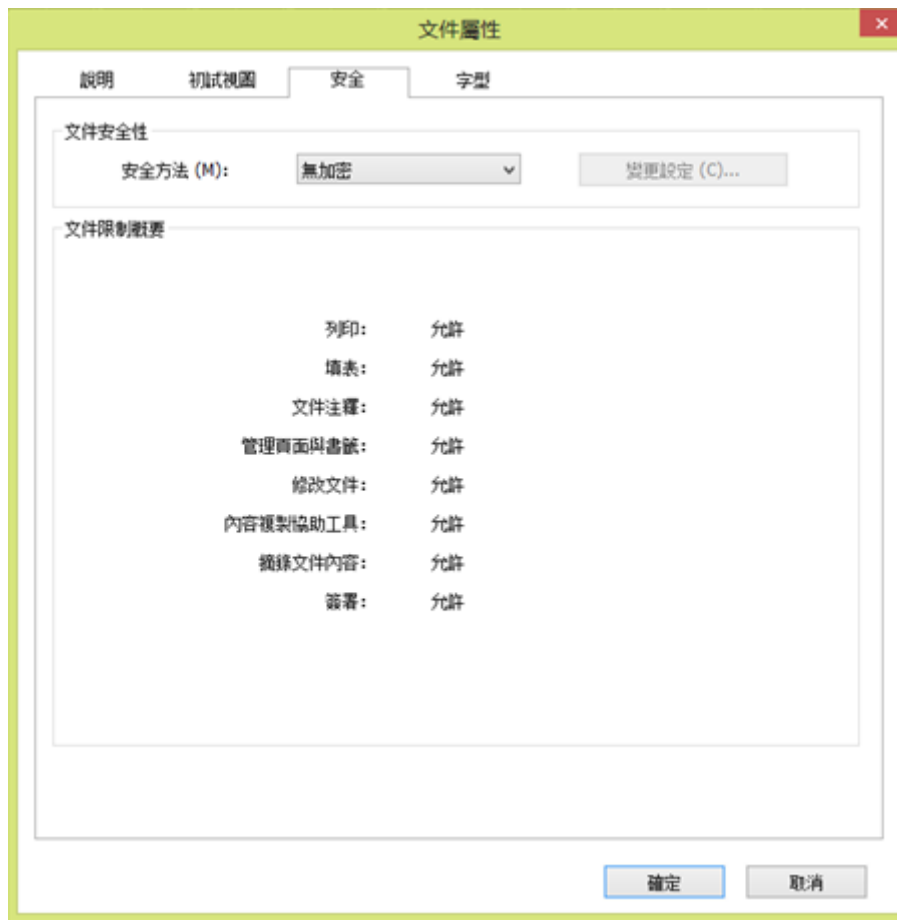 文件屬性
說明 初試視圖 安全 字型
文件安全性
安全方法 (M): 無加密 變更設定 (C)...
文件限制概要
列印: 允許
填表: 允許
文件注釋: 允許
管理頁面與書籤: 允許
修改文件: 允許
內容複製協助工具: 允許
摘錄文件內容: 允許
簽署: 允許
確定 取消